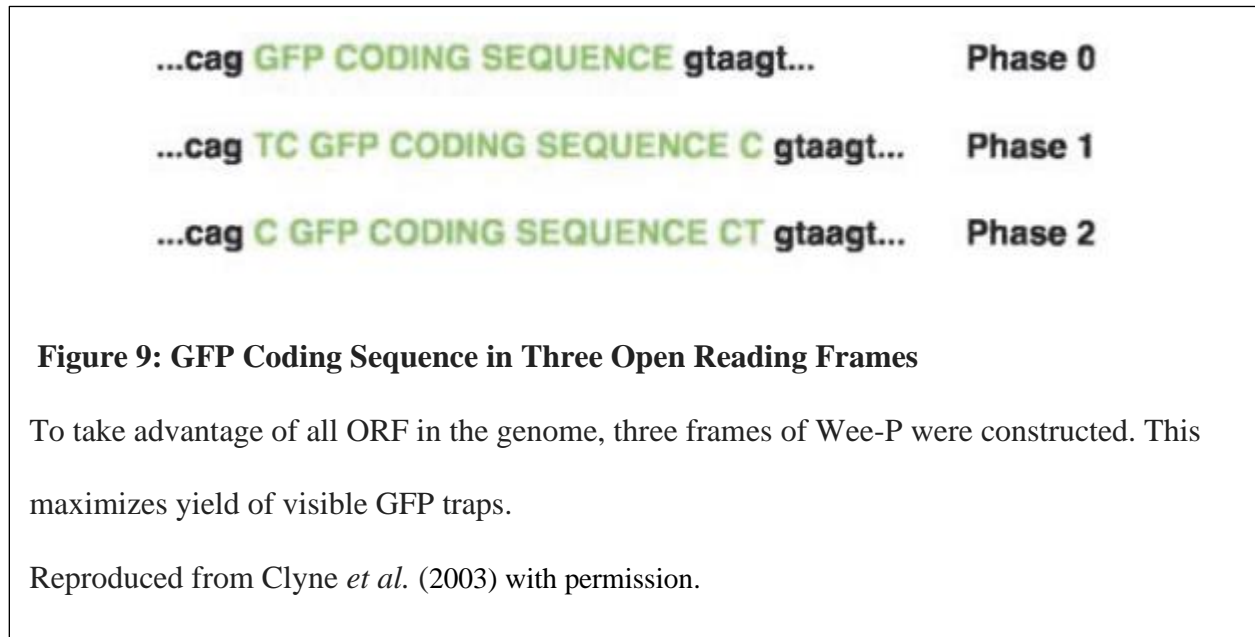 ...cag GFP CODING SEQUENCE gtaagt... Phase 0
...cag TC GFP CODING SEQUENCE C gtaagt... Phase 1
...cag C GFP CODING SEQUENCE CT gtaagt... Phase 2
Figure 9: GFP Coding Sequence in Three Open Reading Frames
To take advantage of all ORF in the genome, three frames of Wee-P were constructed. This
maximizes yield of visible GFP traps.
Reproduced from Clyne et al. (2003) with permission.